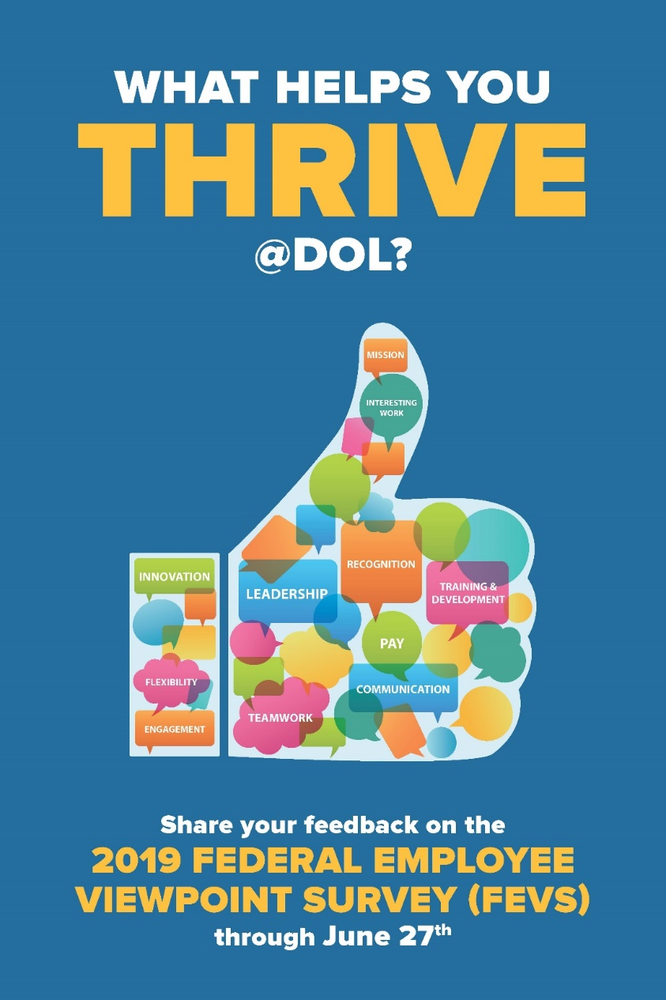 WHAT HELPS YOU
THRIVE
@DOL?
MISSION
INTERESTING
WORK
RECOGNITION
INNOVATION
LEADERSHIP
TRAINING &
DEVELOPMENT
PAY
FLEXIBILITY
COMMUNICATION
TEAMWORK
ENGAGEMENT
Share your feedback on the
2019 FEDERAL EMPLOYEE
VIEWPOINT SURVEY (FEVS)
through June 27th